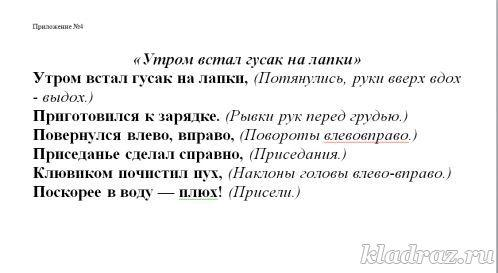 Приложение №4
«Утром встал гусак на лапки»
Утром встал гусак на лапки, (Потянулись, руки вверх вдох
- выдох.)
Приготовился к зарядке. (Рывки рук перед грудью.)
Повернулся влево, вправо, (Повороты влевовправо.)
Приседанье сделал справно, (Приседания.)
Клювиком почистил пух, (Наклоны головы влево-вправо.)
Поскорее в воду — плюх! (Присели.)
kladraz.ru